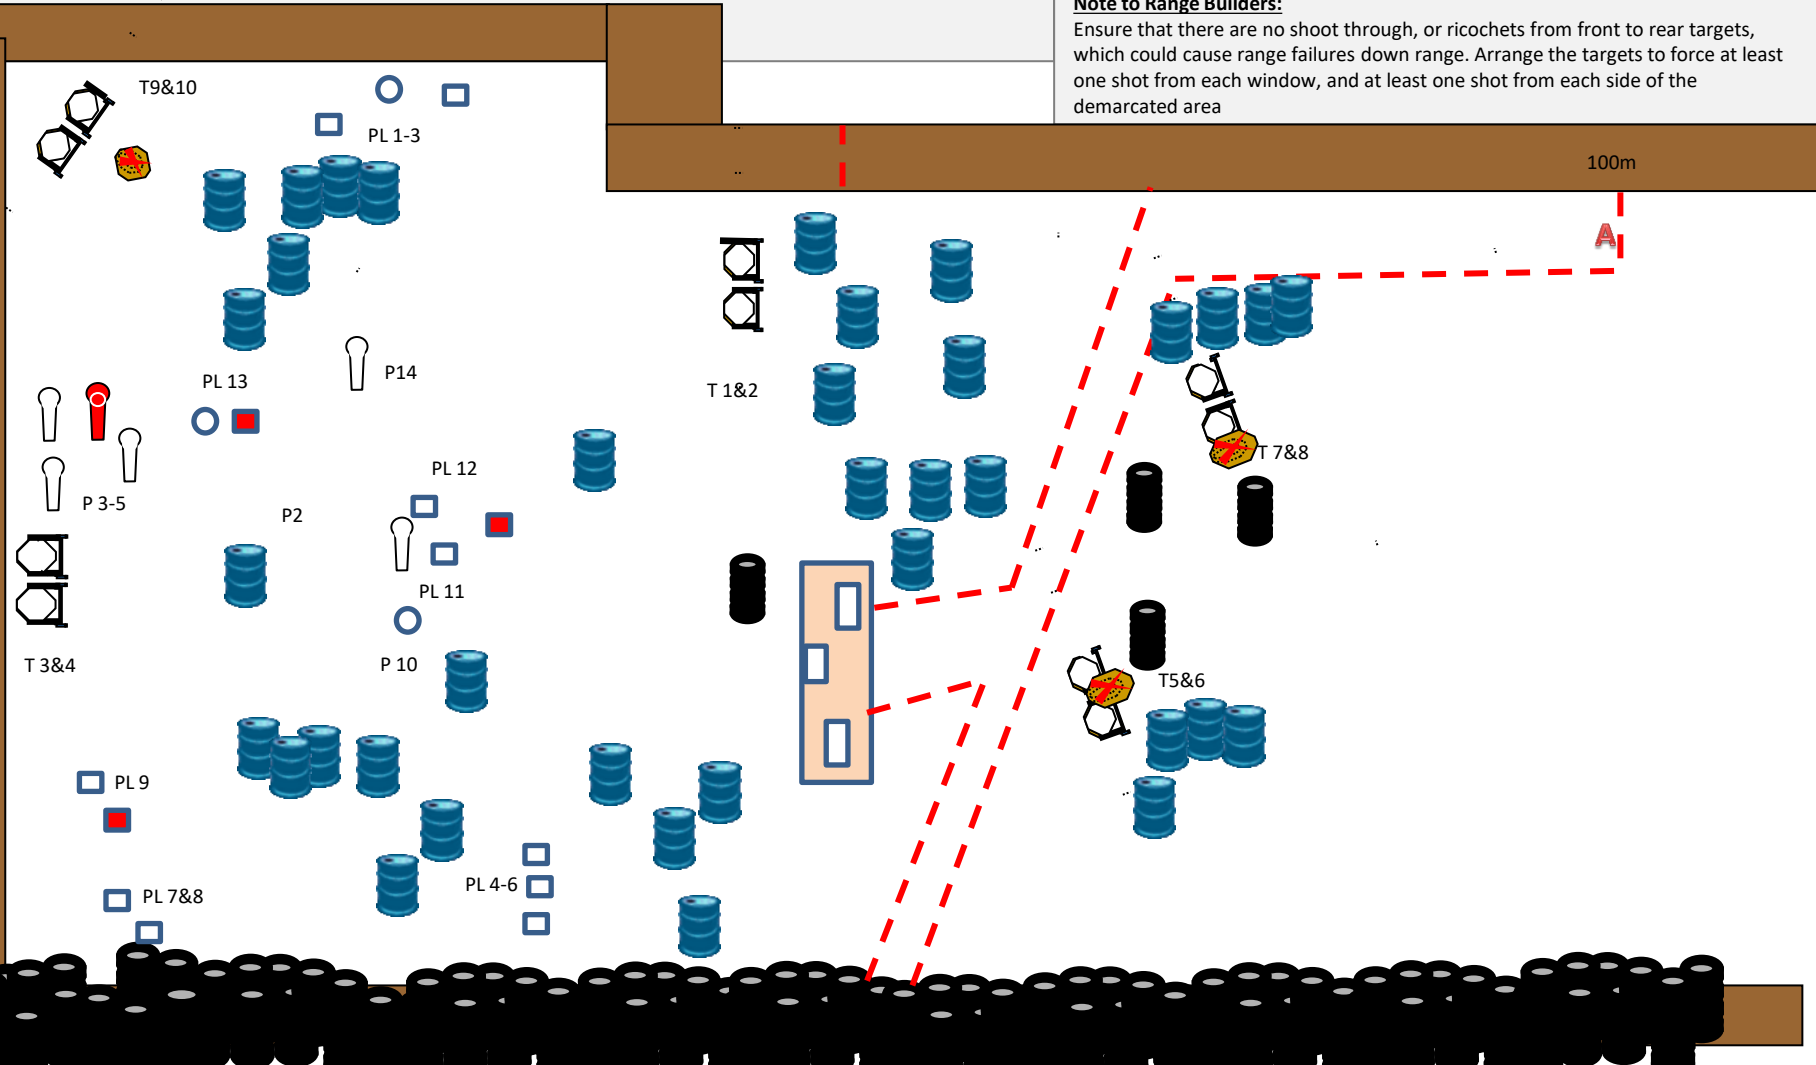 Note to Range Builders:
Ensure that there are no shoot through, or ricochets from front to rear targets,
which could cause range failures down range. Arrange the targets to force at least
one shot from each window, and at least one shot from each side of the
demarcated area
T9&10
PL 1-3
100m
A
PL 13
P14
T 1&2
T 7&8
PL 12
P 3-5
P2
PL 11
P 10
T 3&4
T5&6
PL 9
PL 4-6
PL 7&8